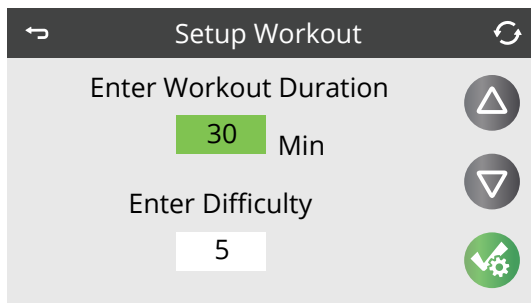 Setup Workout
Enter Workout Duration
30 Min
Enter Difficulty
5